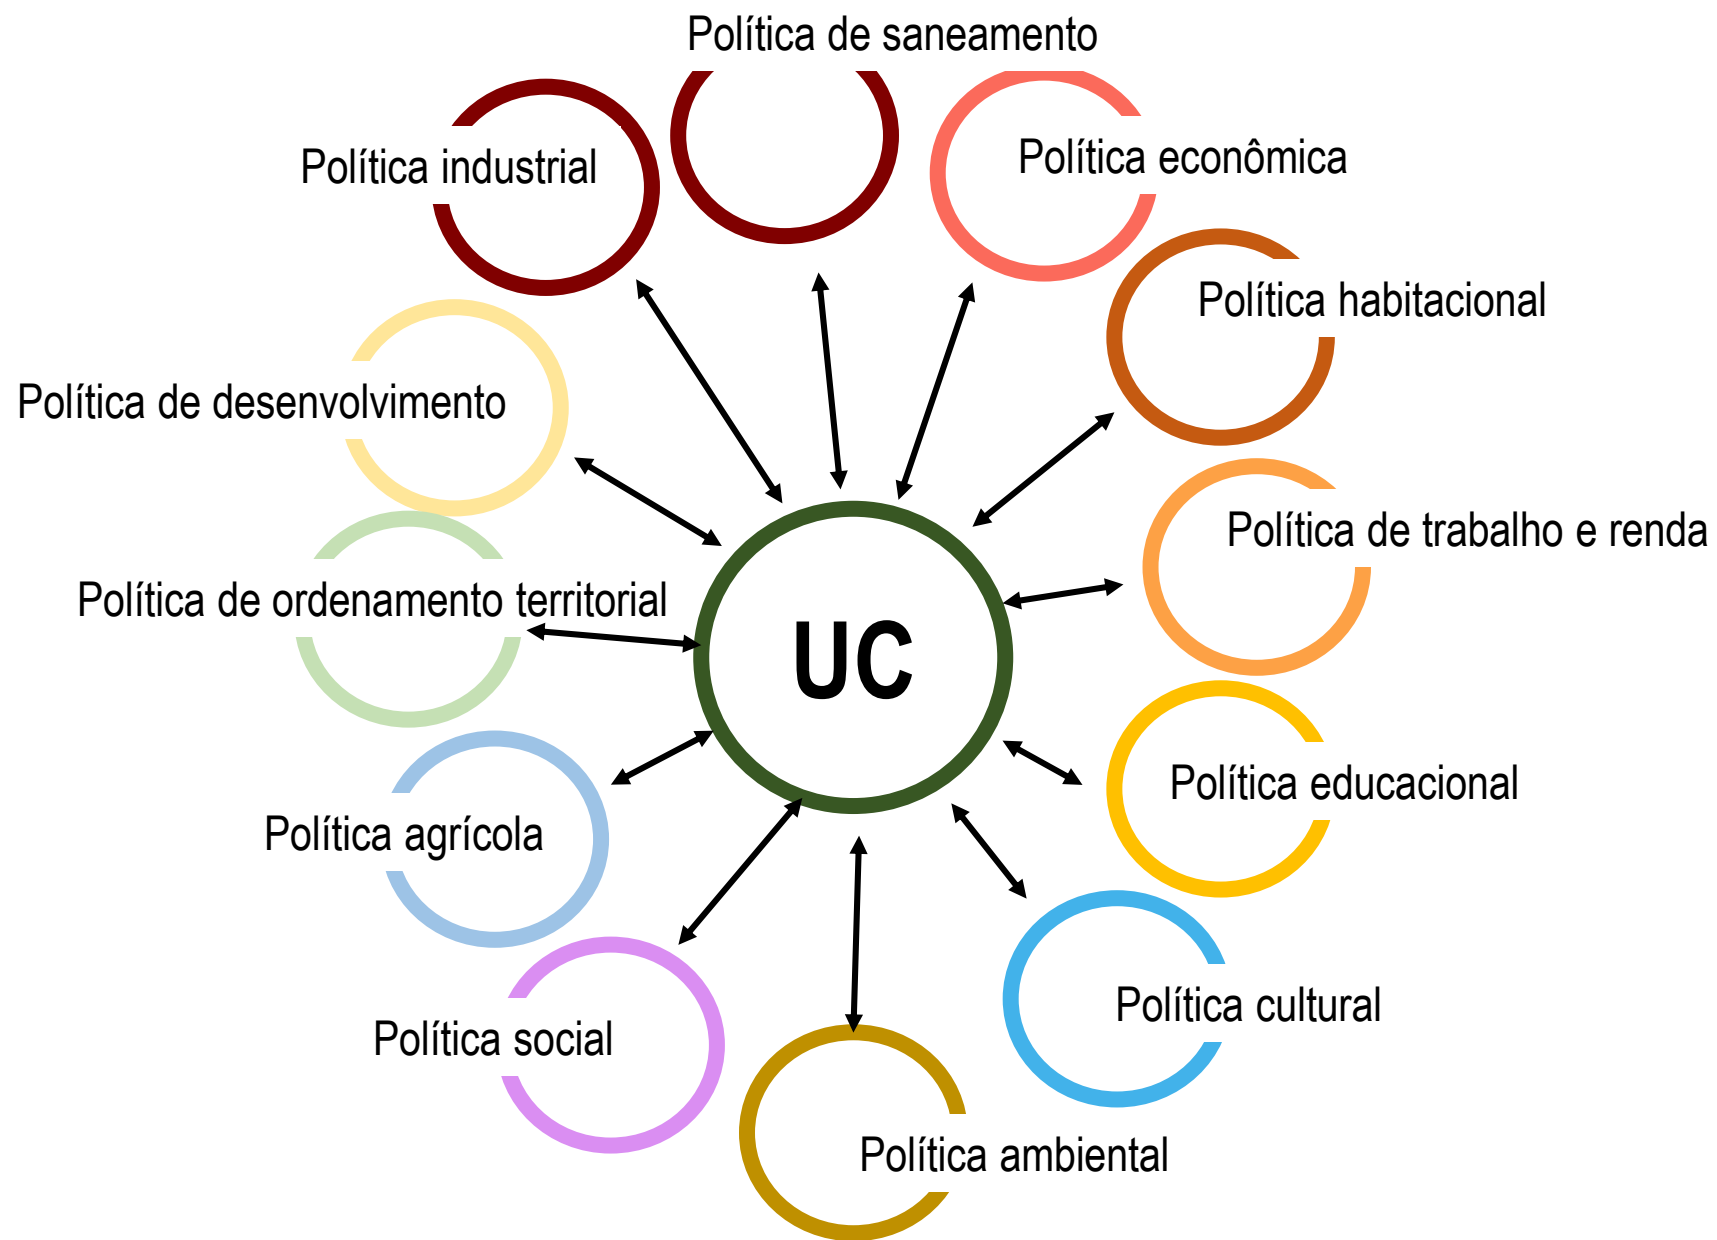 Política de saneamento
Política industrial
Política econômica
Política habitacional
Política de desenvolvimento
Política de trabalho e renda
Política de ordenamento territorial
UC
Política educacional
Política agrícola
Política cultural
Política social
Política ambiental